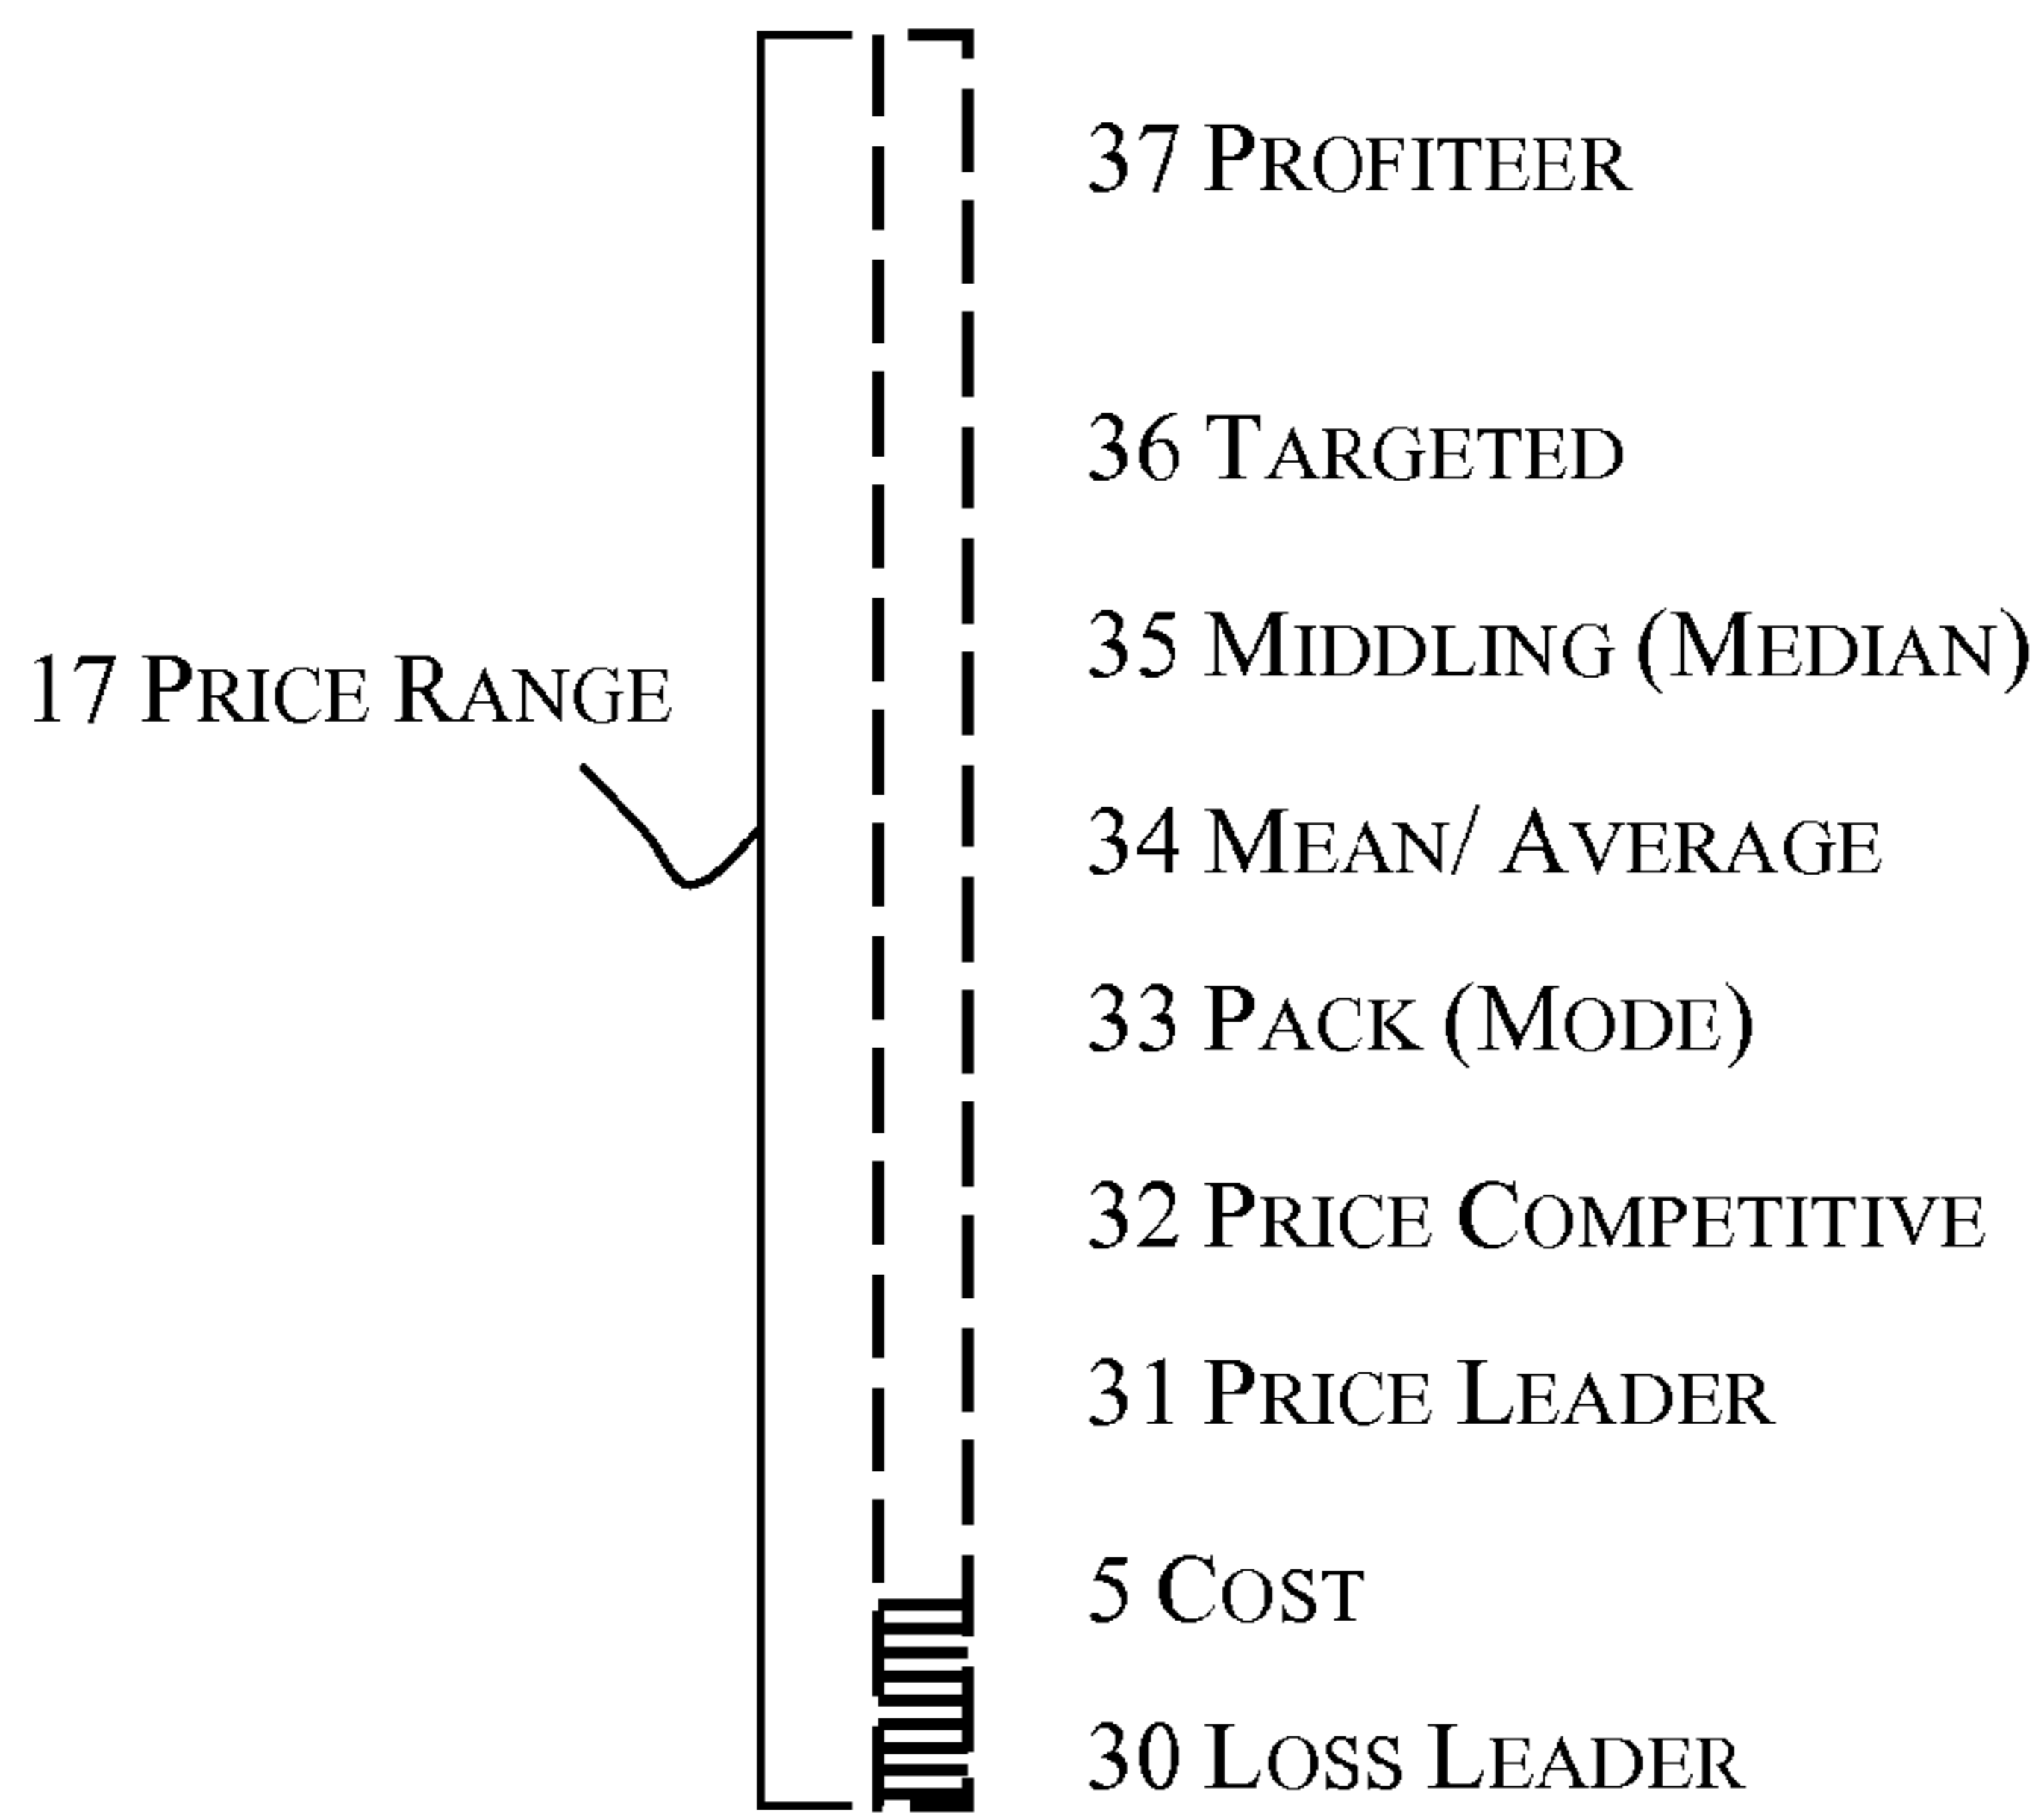 37 PROFITEER
36 TARGETED
35 MIDDLING (MEDIAN)
17 PRICE RANGE
34 MEAN/ AVERAGE
33 PACK (MODE)
32 PRICE COMPETITIVE
31 PRICE LEADER
5 COST
30 LOSS LEADER